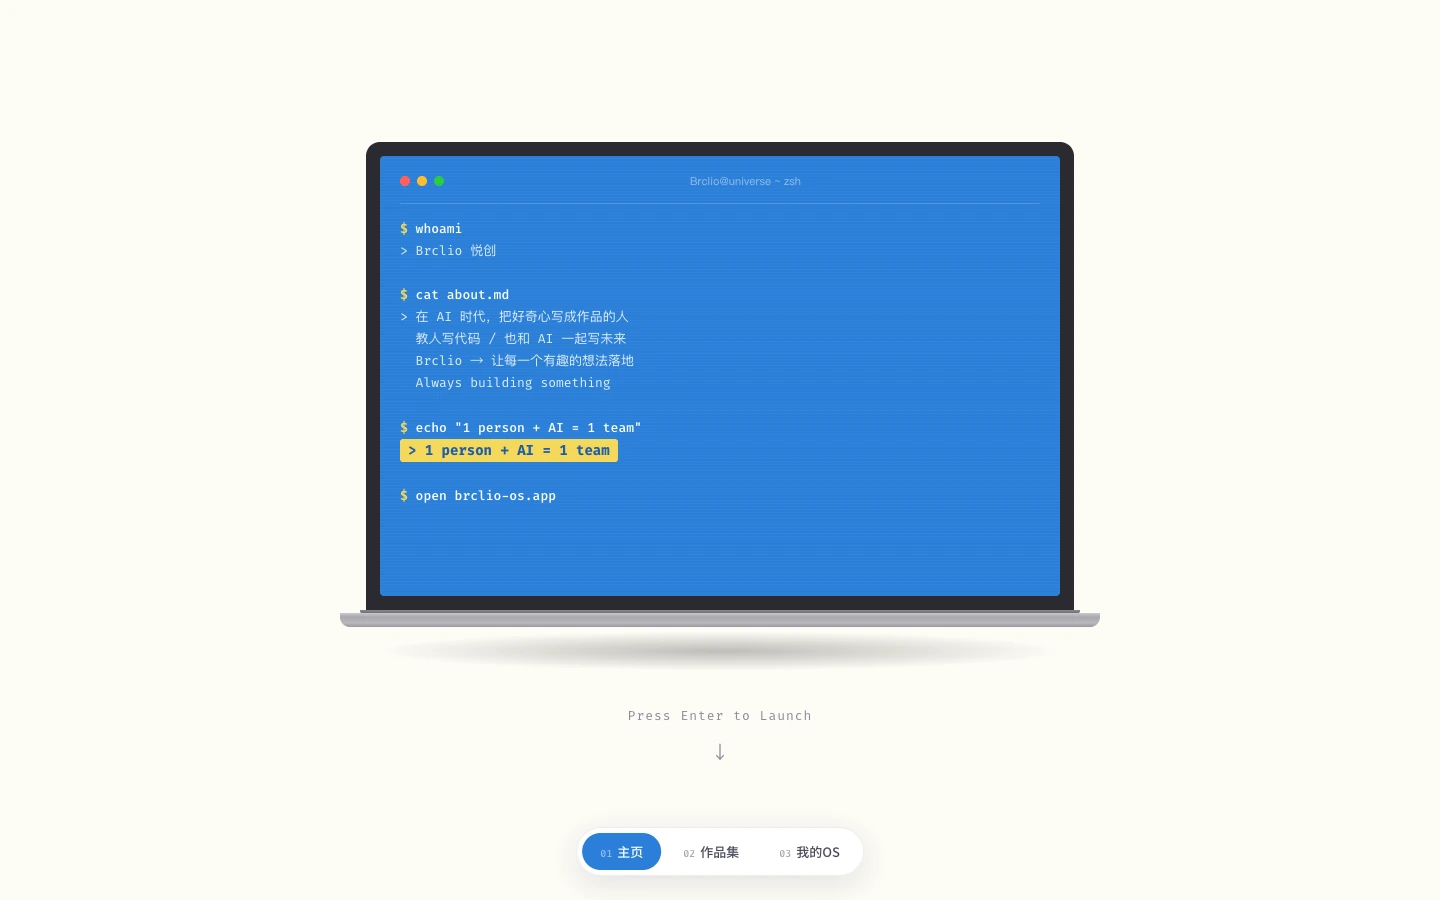 Brclio@universe ~ zsh
$ whoami
> Brclio 悦创
$ cat about.md
> 在 AI 时代，把好奇心写成作品的人
教人写代码 / 也和 AI 一起写未来
Brclio → 让每一个有趣的想法落地
Always building something
$ echo "1 person + AI = 1 team"
> 1 person + AI = 1 team
$ open brclio-os.app
Press Enter to Launch
↓
01 主页 02 作品集 03 我的OS